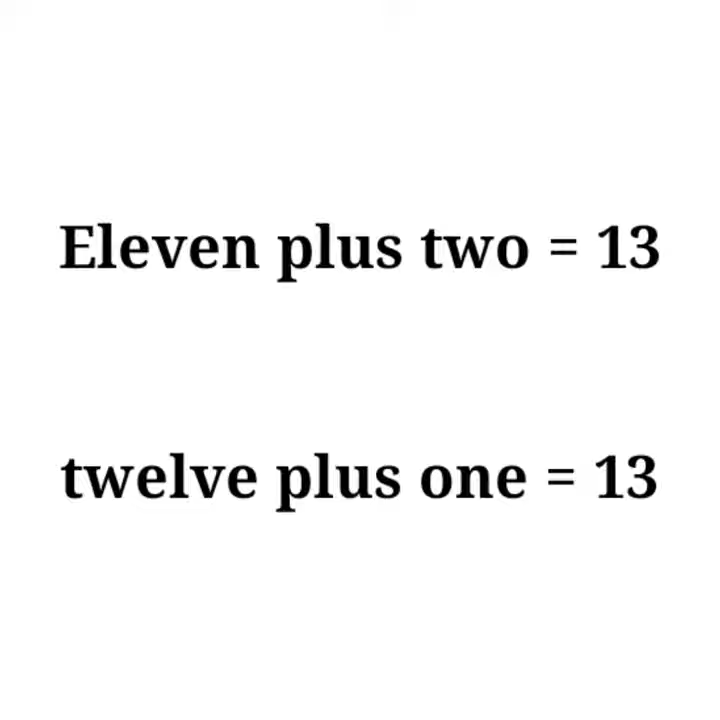 Eleven plus two = 13
twelve plus one = 13